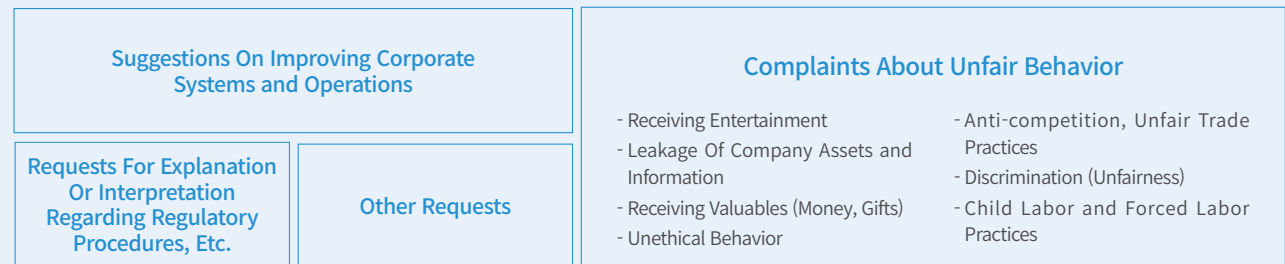 Suggestions On Improving Corporate
Systems and Operations
Requests For Explanation
Or Interpretation
Regarding Regulatory
Procedures, Etc.
Other Requests
Complaints About Unfair Behavior
- Receiving Entertainment
- Leakage Of Company Assets and
Information
- Receiving Valuables (Money, Gifts)
- Unethical Behavior
- Anti-competition, Unfair Trade
Practices
- Discrimination (Unfairness)
- Child Labor and Forced Labor
Practices